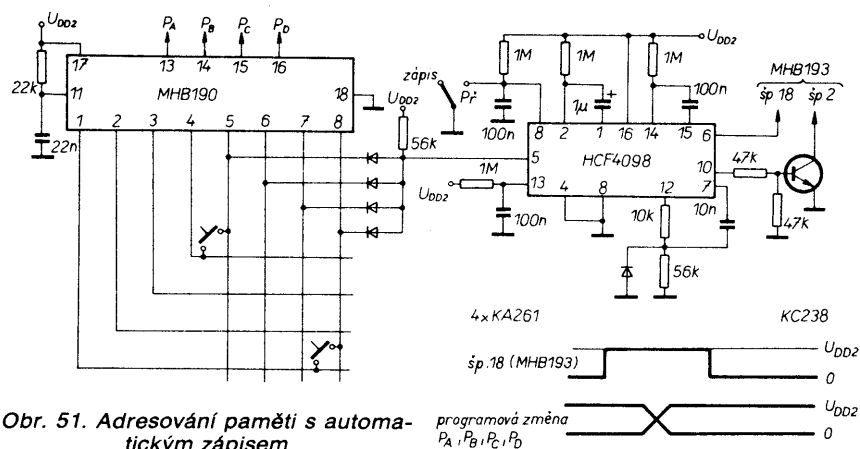 U_DD2
P_A P_B P_C P_D
17 13 14 15 16
22k
11 MHB190 18
22n
1 2 3 4 5 6 7 8
U_DD2
56k
zápis
Př
1M 1M 1M
U_DD2
100n
1µ +
100n
8 2 1 16 14 15
5 HCF4098 6
13 10
4 8 12 7
1M
U_DD2
100n
MHB193
šp 18 šp 2
47k
10n
47k
10k
56k
4×KA261 KC238
šp.18 (MHB193)
U_DD2
0
programová změna
P_A, P_B, P_C, P_D
U_DD2
0
Obr. 51. Adresování paměti s automa-
tickým zápisem